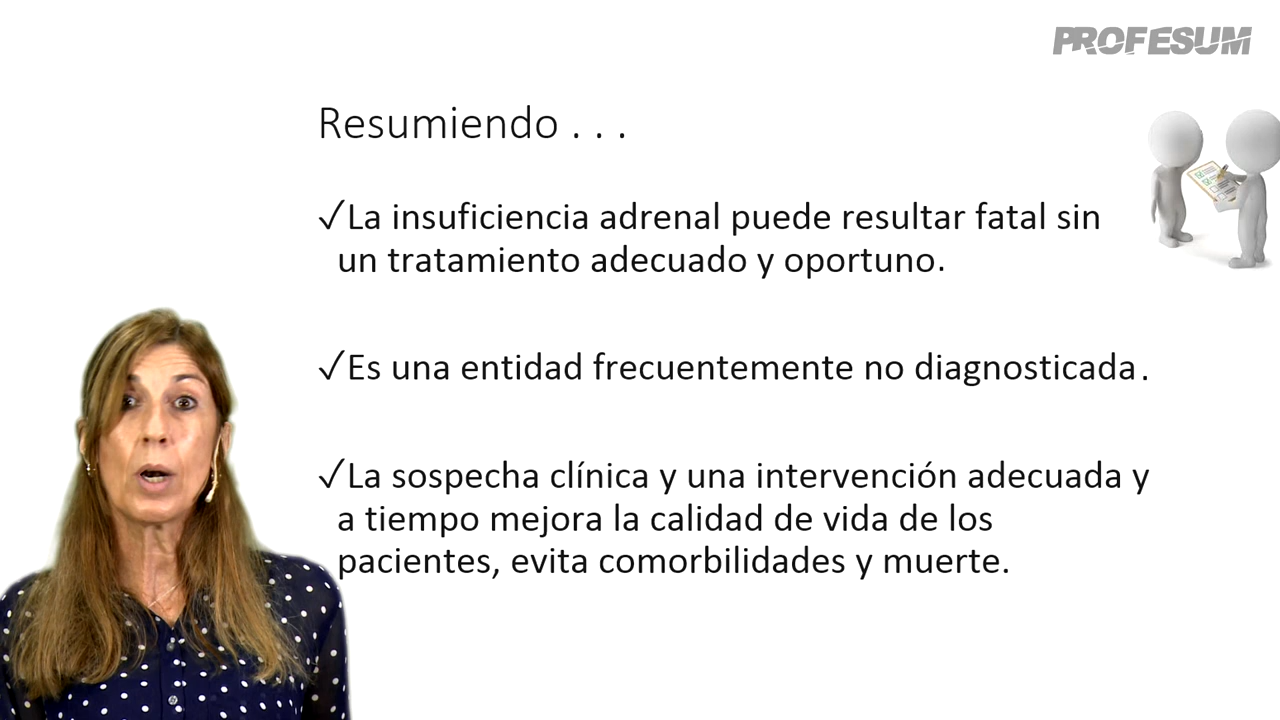 PROFESUM
Resumiendo . . .
✓La insuficiencia adrenal puede resultar fatal sin
un tratamiento adecuado y oportuno.
✓Es una entidad frecuentemente no diagnosticada.
✓La sospecha clínica y una intervención adecuada y
a tiempo mejora la calidad de vida de los
pacientes, evita comorbilidades y muerte.